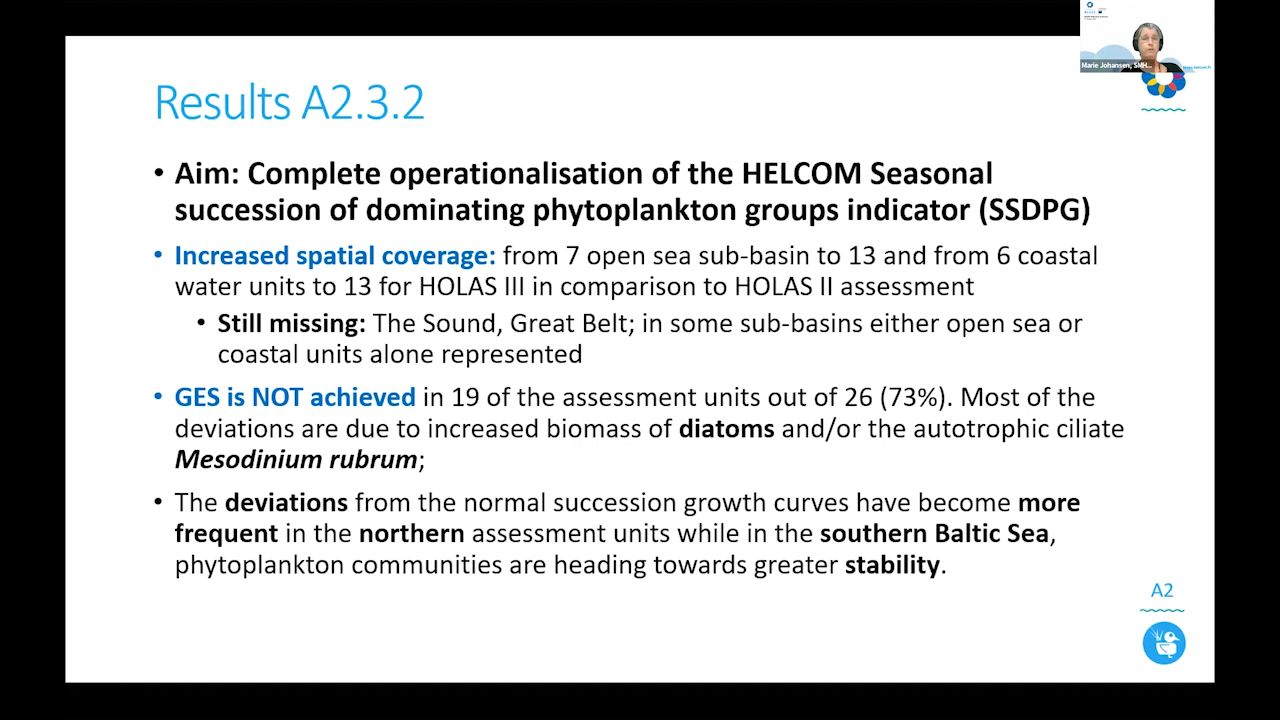 Marie Johansen, SMH...
Results A2.3.2
• Aim: Complete operationalisation of the HELCOM Seasonal
succession of dominating phytoplankton groups indicator (SSDPG)
• Increased spatial coverage: from 7 open sea sub-basin to 13 and from 6 coastal
water units to 13 for HOLAS III in comparison to HOLAS II assessment
• Still missing: The Sound, Great Belt; in some sub-basins either open sea or
coastal units alone represented
• GES is NOT achieved in 19 of the assessment units out of 26 (73%). Most of the
deviations are due to increased biomass of diatoms and/or the autotrophic ciliate
Mesodinium rubrum;
• The deviations from the normal succession growth curves have become more
frequent in the northern assessment units while in the southern Baltic Sea,
phytoplankton communities are heading towards greater stability.
A2